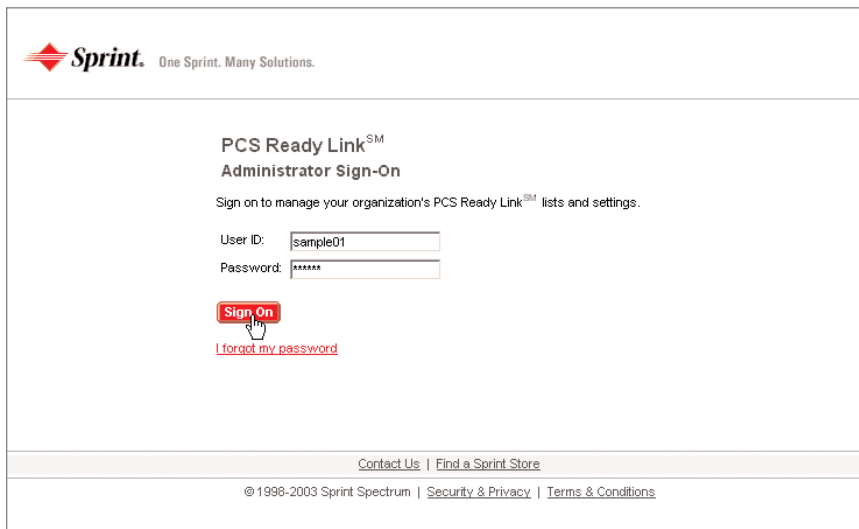 Sprint. One Sprint. Many Solutions.
PCS Ready Link℠
Administrator Sign-On
Sign on to manage your organization's PCS Ready Link℠ lists and settings.
User ID: sample01
Password: ******
Sign On
I forgot my password
Contact Us | Find a Sprint Store
© 1998-2003 Sprint Spectrum | Security & Privacy | Terms & Conditions